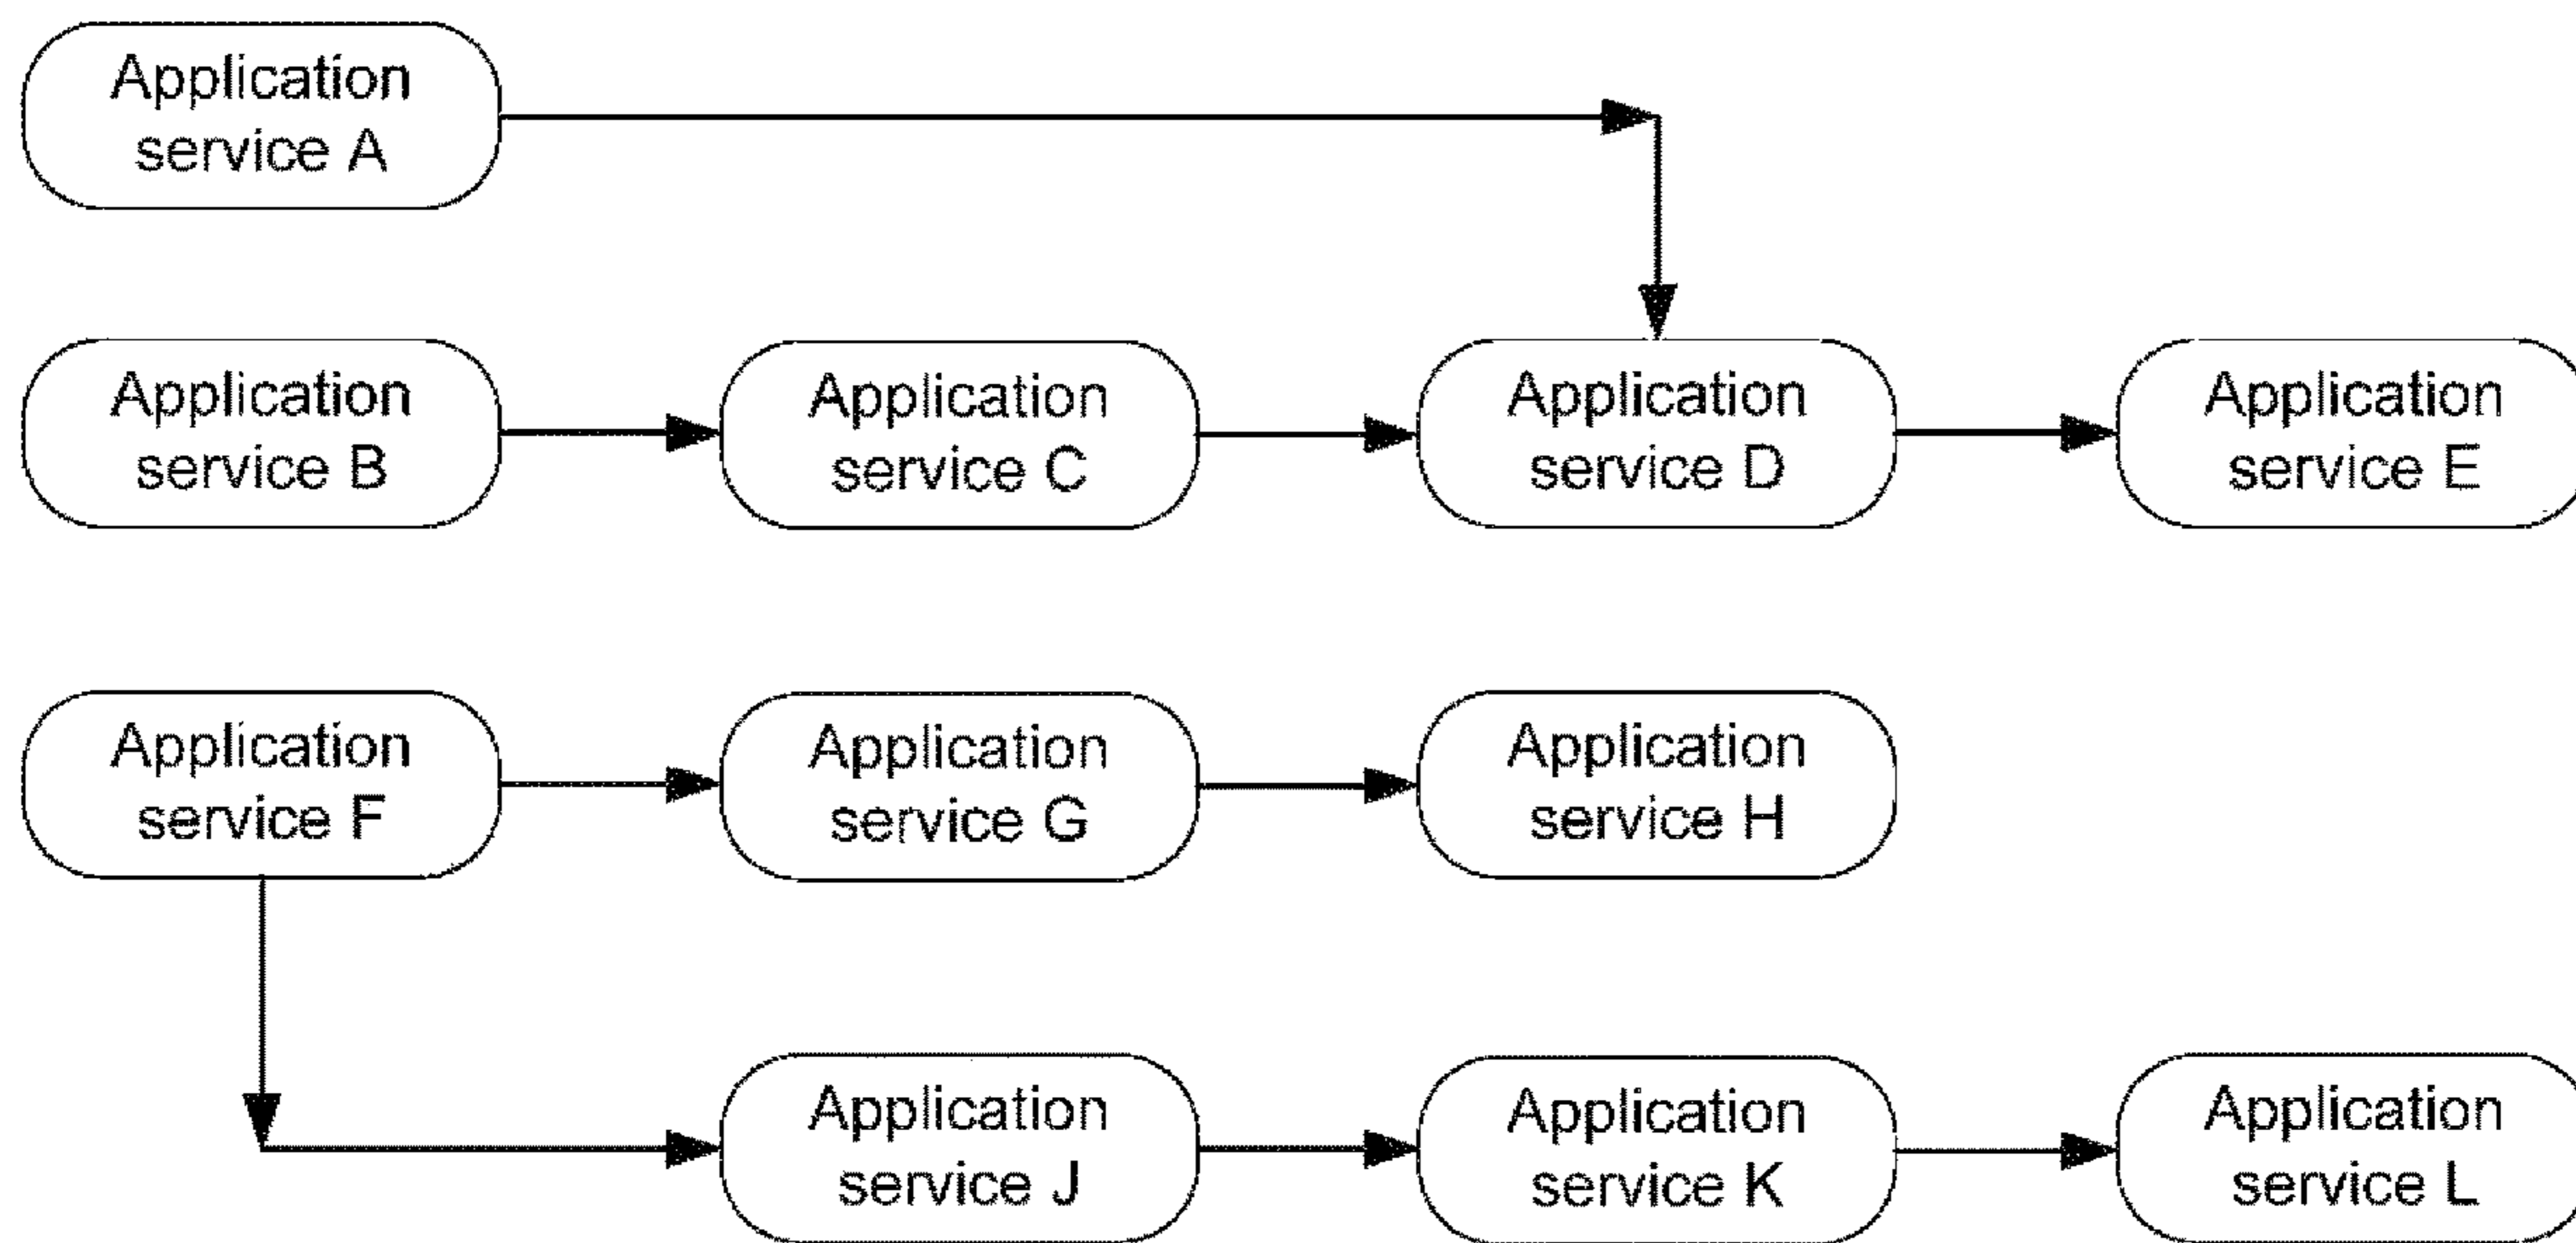 Application
service A
Application
service B
Application
service C
Application
service D
Application
service E
Application
service F
Application
service G
Application
service H
Application
service J
Application
service K
Application
service L